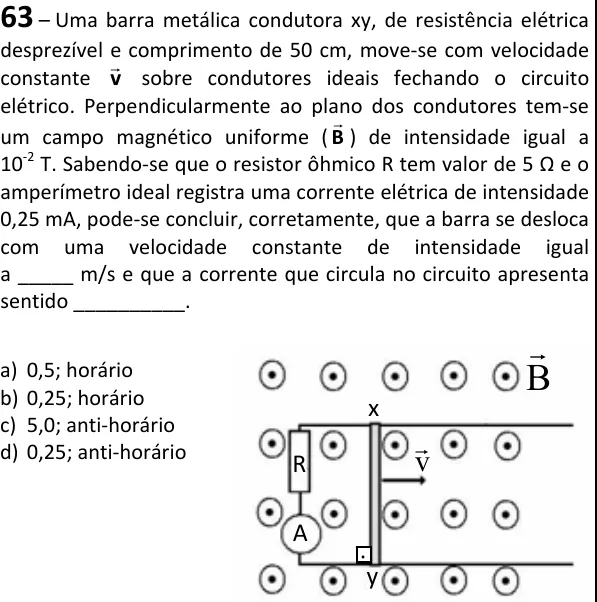 63 – Uma barra metálica condutora xy, de resistência elétrica
desprezível e comprimento de 50 cm, move-se com velocidade
constante v⃗ sobre condutores ideais fechando o circuito
elétrico. Perpendicularmente ao plano dos condutores tem-se
um campo magnético uniforme (B⃗) de intensidade igual a
10⁻² T. Sabendo-se que o resistor ôhmico R tem valor de 5 Ω e o
amperímetro ideal registra uma corrente elétrica de intensidade
0,25 mA, pode-se concluir, corretamente, que a barra se desloca
com uma velocidade constante de intensidade igual
a _____ m/s e que a corrente que circula no circuito apresenta
sentido __________.
a) 0,5; horário
b) 0,25; horário
c) 5,0; anti-horário
d) 0,25; anti-horário
B⃗
x
R
v⃗
A
y